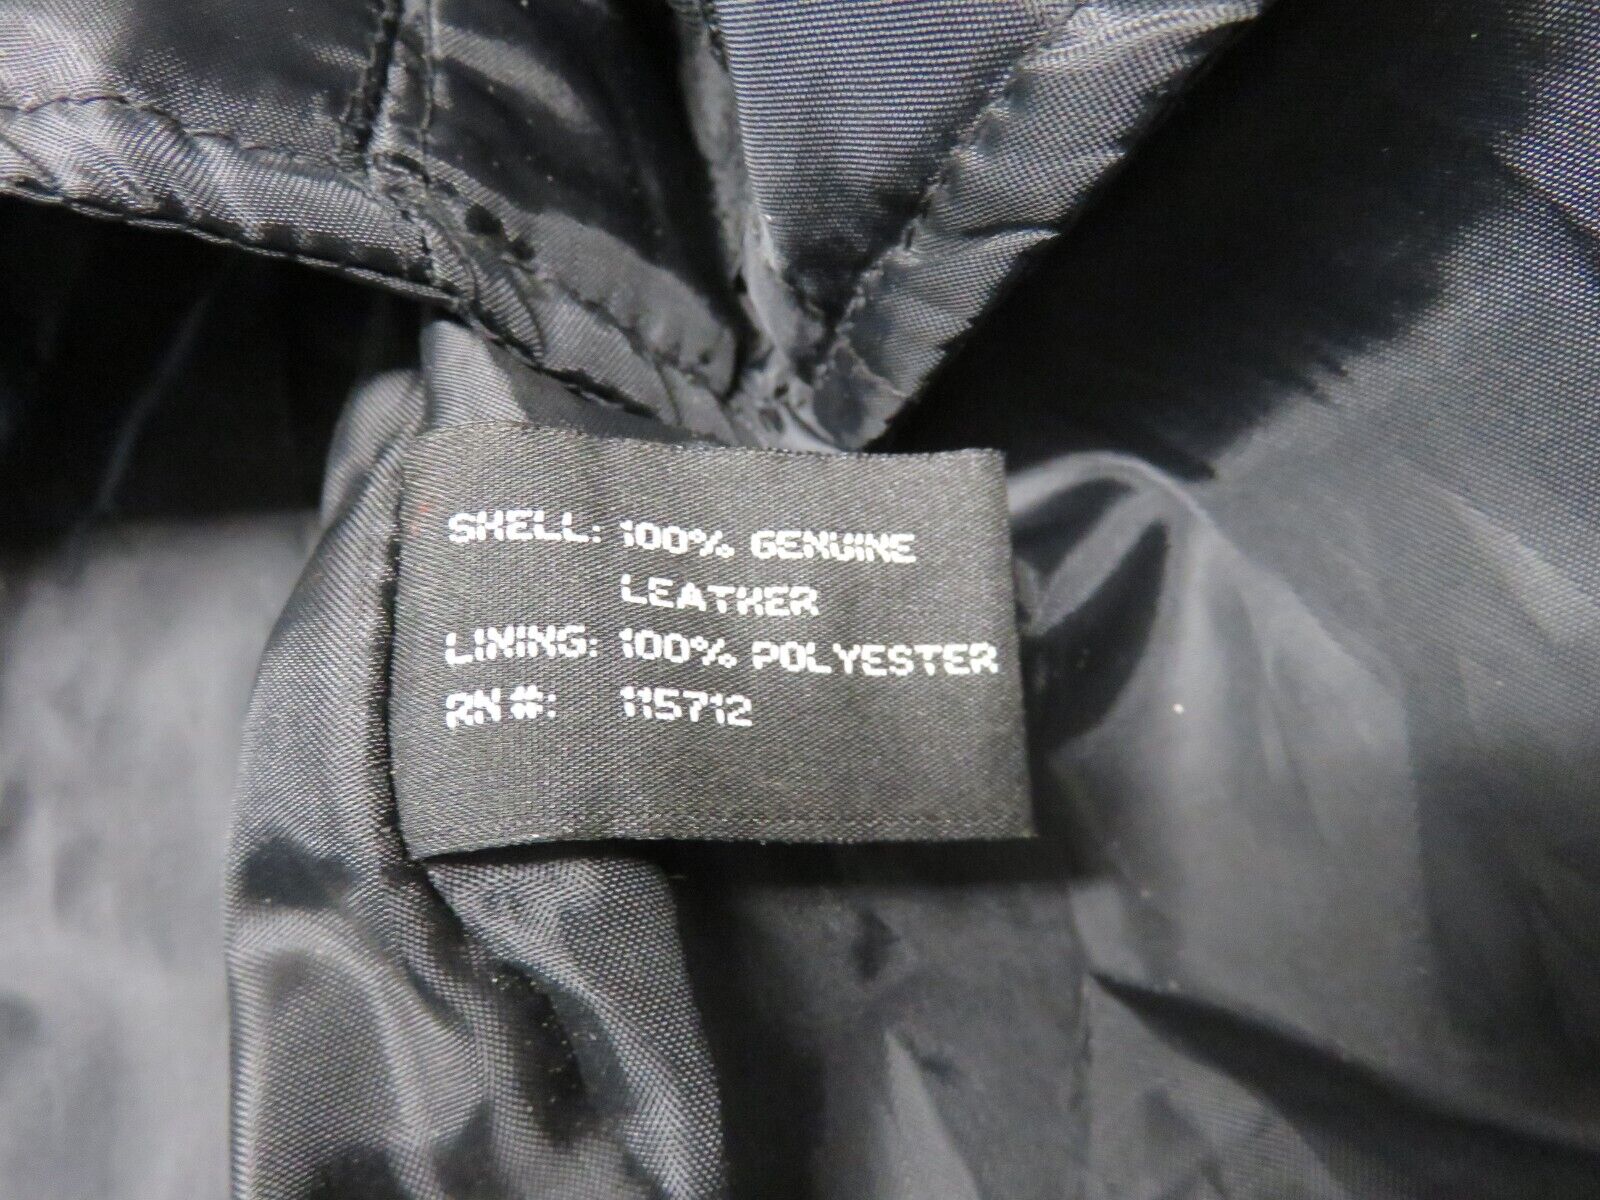 SHELL: 100% GENUINE
LEATHER
LINING: 100% POLYESTER
RN #: 115712